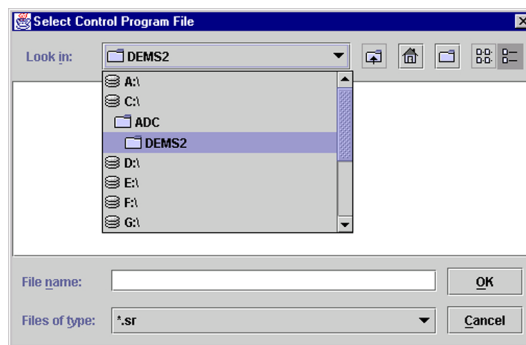 Select Control Program File
Look in: DEMS2
A:\
C:\
ADC
DEMS2
D:\
E:\
F:\
G:\
File name: OK
Files of type: *.sr Cancel